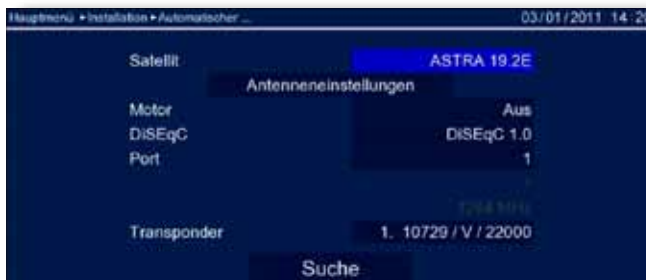 Hauptmenü Installation Automatischer ... 03/01/2011 14:20
Satellit ASTRA 19.2E
Antenneneinstellungen
Motor Aus
DiSEqC DiSEqC 1.0
Port 1
Transponder 1. 10729 / V / 22000
Suche